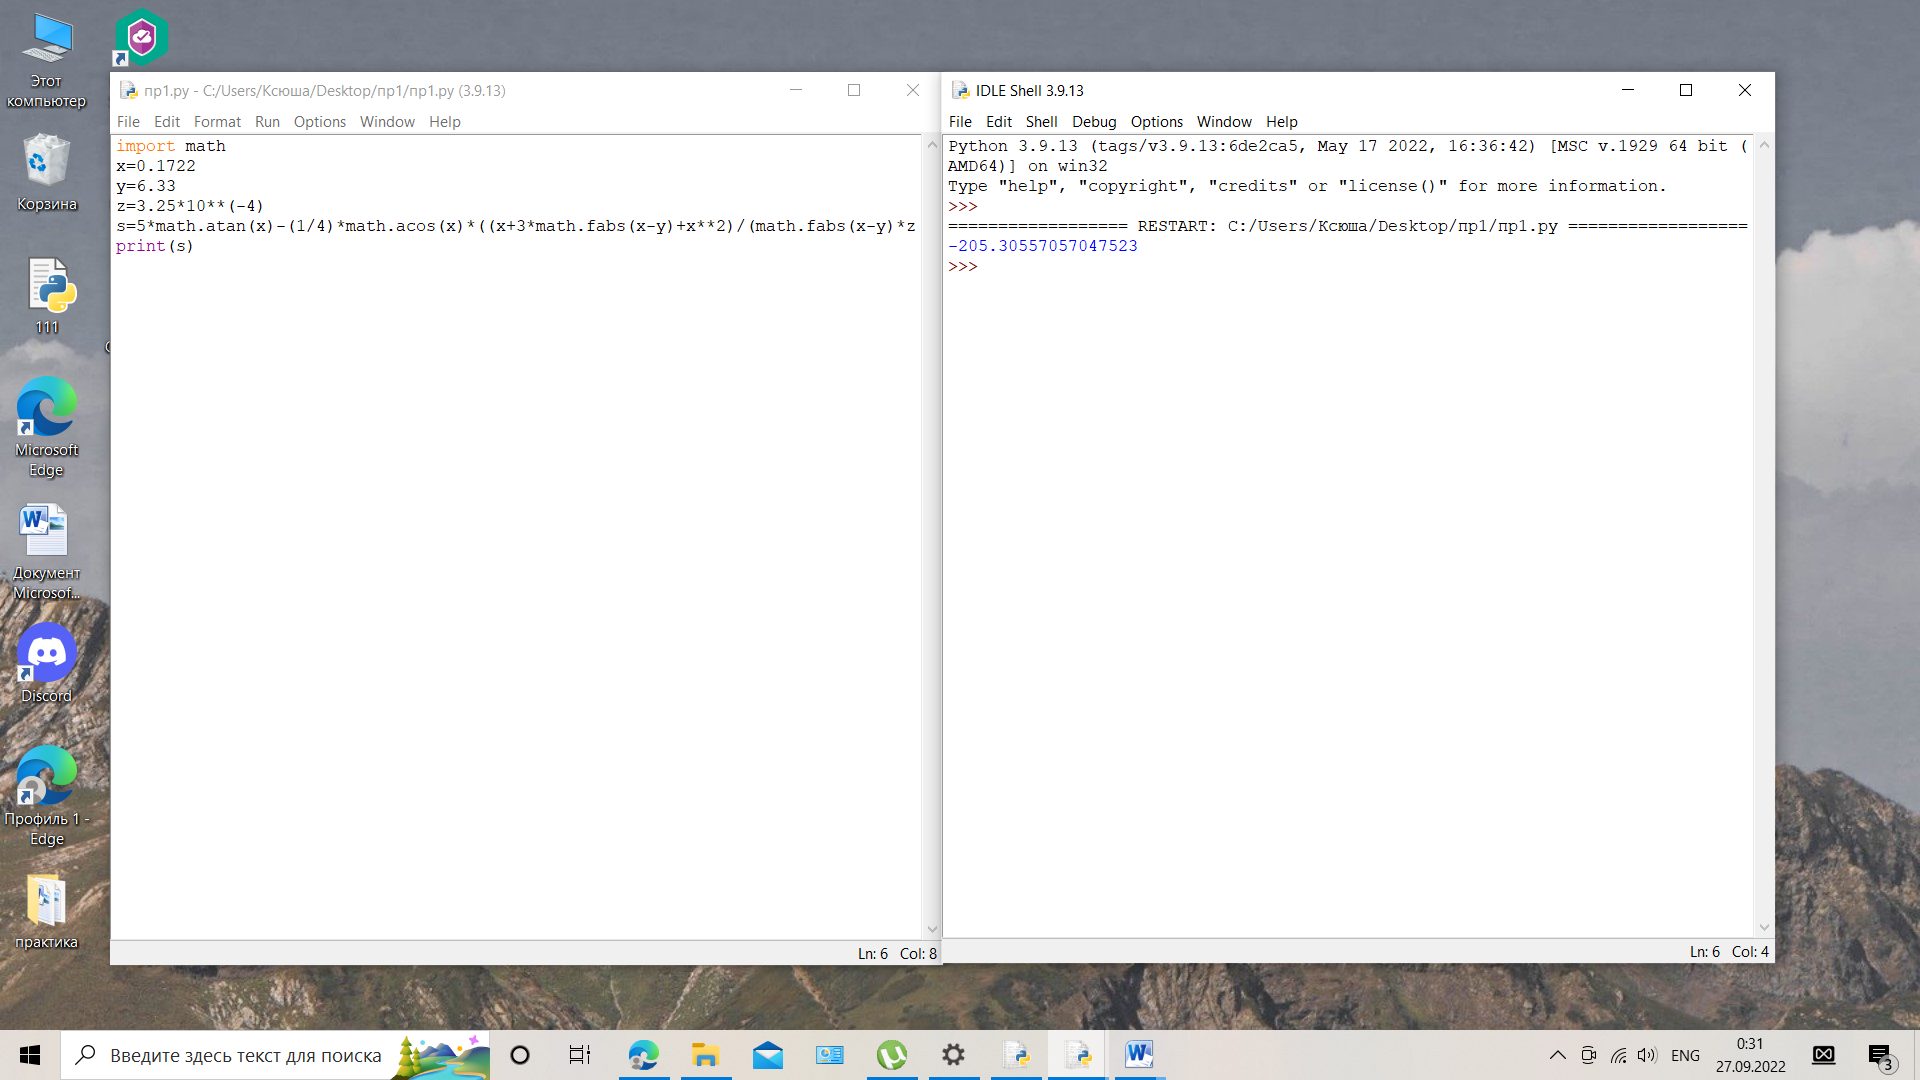 Этот
компьютер
Корзина
111
Microsoft
Edge
Документ
Microsof...
Discord
Профиль 1 -
Edge
практика
пр1.py - C:/Users/Ксюша/Desktop/пр1/пр1.py (3.9.13)
File Edit Format Run Options Window Help
import math
x=0.1722
y=6.33
z=3.25*10**(-4)
s=5*math.atan(x)-(1/4)*math.acos(x)*((x+3*math.fabs(x-y)+x**2)/(math.fabs(x-y)*z
print(s)
Ln: 6 Col: 8
IDLE Shell 3.9.13
File Edit Shell Debug Options Window Help
Python 3.9.13 (tags/v3.9.13:6de2ca5, May 17 2022, 16:36:42) [MSC v.1929 64 bit (
AMD64)] on win32
Type "help", "copyright", "credits" or "license()" for more information.
>>>
================== RESTART: C:/Users/Ксюша/Desktop/пр1/пр1.py ==================
-205.30557057047523
>>>
Ln: 6 Col: 4
Введите здесь текст для поиска
ENG
0:31
27.09.2022
3